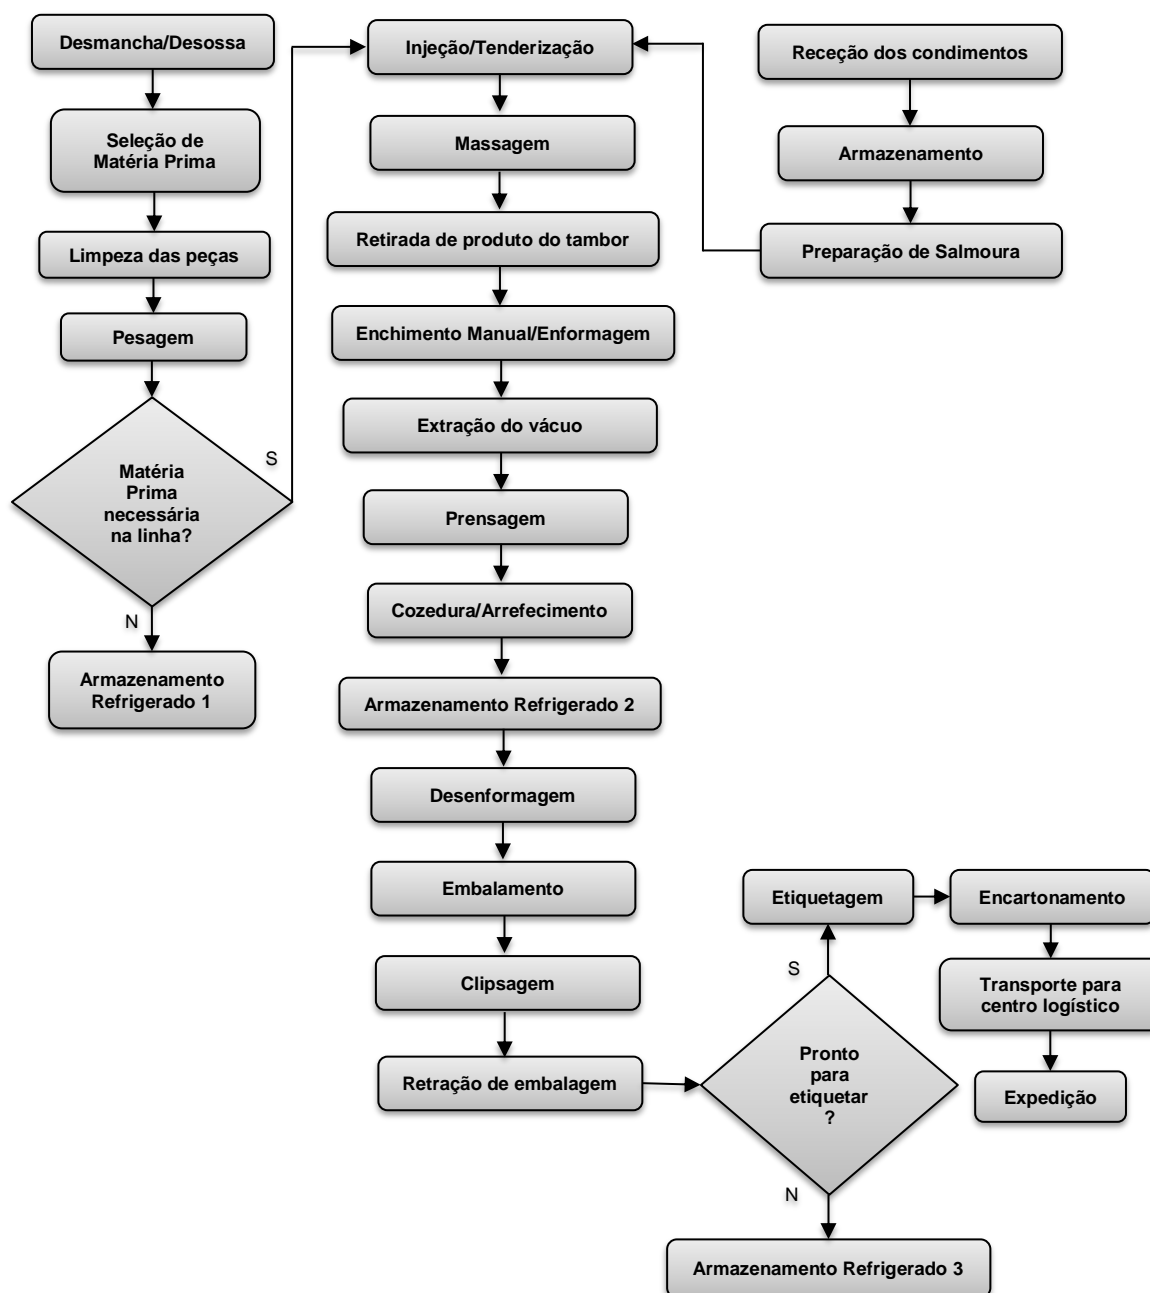 Desmancha/Desossa
Seleção de
Matéria Prima
Limpeza das peças
Pesagem
Matéria
Prima
necessária
na linha?
S
N
Armazenamento
Refrigerado 1
Injeção/Tenderização
Massagem
Retirada de produto do tambor
Enchimento Manual/Enformagem
Extração do vácuo
Prensagem
Cozedura/Arrefecimento
Armazenamento Refrigerado 2
Desenformagem
Embalamento
Clipsagem
Retração de embalagem
Receção dos condimentos
Armazenamento
Preparação de Salmoura
Pronto
para
etiquetar
?
S
N
Etiquetagem
Encartonamento
Transporte para
centro logístico
Expedição
Armazenamento Refrigerado 3